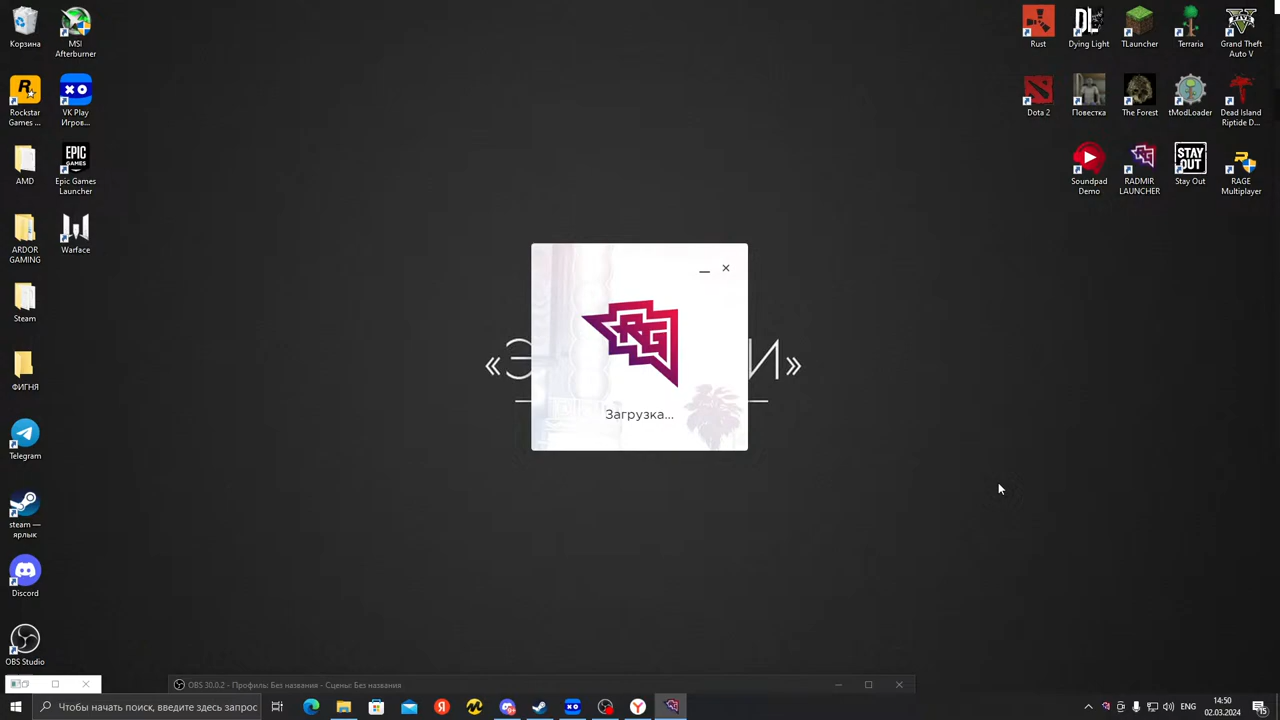 Корзина
MSI
Afterburner
Rockstar
Games ...
VK Play
Игров...
AMD
Epic Games
Launcher
ARDOR
GAMING
Warface
Steam
ФИГНЯ
Telegram
steam —
ярлык
Discord
OBS Studio
Rust
Dying Light
TLauncher
Terraria
Grand Theft
Auto V
Dota 2
Повестка
The Forest
tModLoader
Dead Island
Riptide D...
Soundpad
Demo
RADMIR
LAUNCHER
Stay Out
RAGE
Multiplayer
STAY
OUT
EPIC
GAMES
XO
DL
RG
Загрузка...
«Э
И»
OBS 30.0.2 - Профиль: Без названия - Сцены: Без названия
Чтобы начать поиск, введите здесь запрос
14:50
02.03.2024